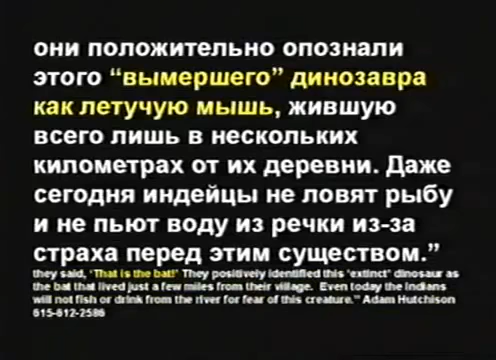 они положительно опознали
этого “вымершего” динозавра
как летучую мышь, жившую
всего лишь в нескольких
километрах от их деревни. Даже
сегодня индейцы не ловят рыбу
и не пьют воду из речки из-за
страха перед этим существом.”
they said, 'That is the bat!' They positively identified this 'extinct' dinosaur as
the bat that lived just a few miles from their village.  Even today the Indians
will not fish or drink from the river for fear of this creature.” Adam Hutchison
615-812-2586